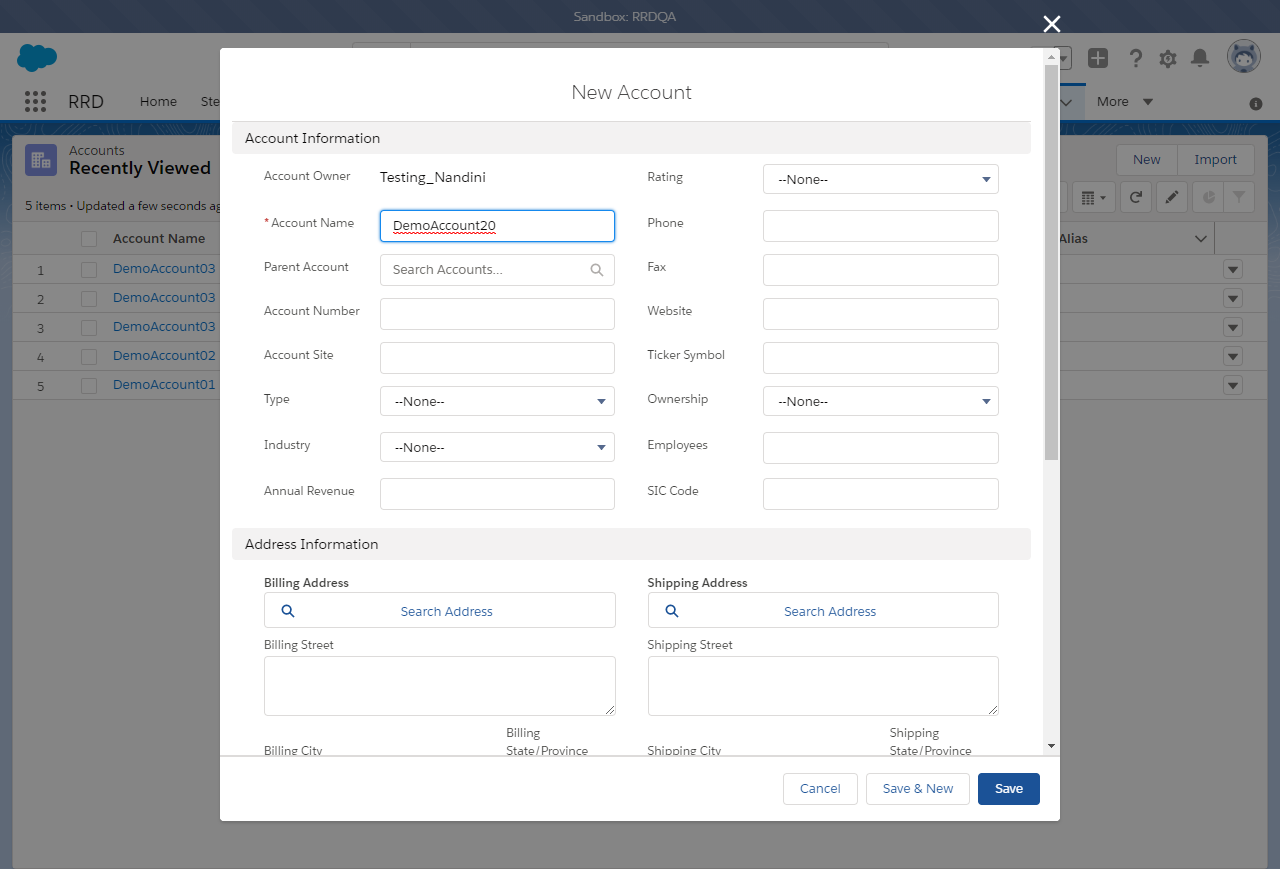 Sandbox: RRDQA
RRD
Home
Ste
More
Accounts
Recently Viewed
5 items • Updated a few seconds ag
New
Import
Account Name
Alias
1
DemoAccount03
2
DemoAccount03
3
DemoAccount03
4
DemoAccount02
5
DemoAccount01
New Account
Account Information
Account Owner
Testing_Nandini
Rating
--None--
*Account Name
DemoAccount20
Phone
Parent Account
Search Accounts...
Fax
Account Number
Website
Account Site
Ticker Symbol
Type
--None--
Ownership
--None--
Industry
--None--
Employees
Annual Revenue
SIC Code
Address Information
Billing Address
Shipping Address
Search Address
Search Address
Billing Street
Shipping Street
Billing City
Billing
State/Province
Shipping City
Shipping
State/Province
Cancel
Save & New
Save